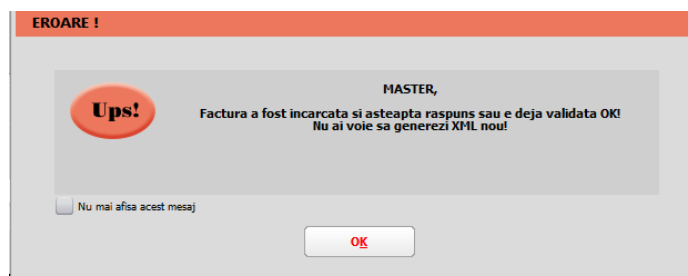 EROARE !
Ups!
MASTER,
Factura a fost incarcata si asteapta raspuns sau e deja validata OK!
Nu ai voie sa generezi XML nou!
Nu mai afisa acest mesaj
OK